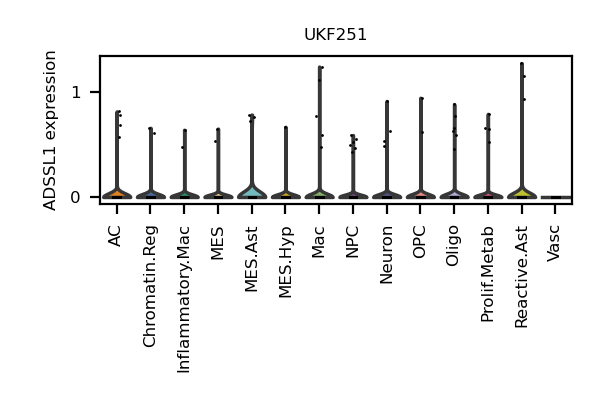 UKF251
ADSSL1 expression
1
0
AC
Chromatin.Reg
Inflammatory.Mac
MES
MES.Ast
MES.Hyp
Mac
NPC
Neuron
OPC
Oligo
Prolif.Metab
Reactive.Ast
Vasc